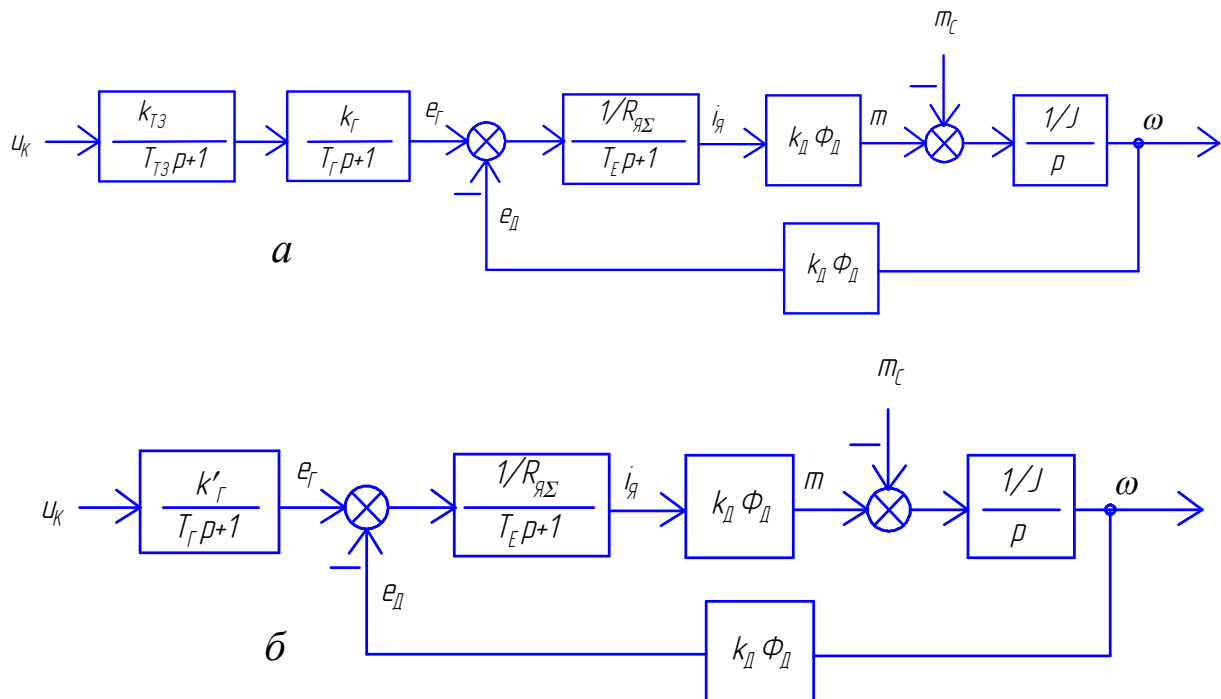 m_C
u_K
k_ТЗ
T_ТЗ p+1
k_Г
T_Г p+1
e_Г
1/R_ЯΣ
T_E p+1
i_Я
k_Д Φ_Д
m
1/J
p
ω
e_Д
k_Д Φ_Д
а
m_C
u_K
k′_Г
T_Г p+1
e_Г
1/R_ЯΣ
T_E p+1
i_Я
k_Д Φ_Д
m
1/J
p
ω
e_Д
k_Д Φ_Д
б